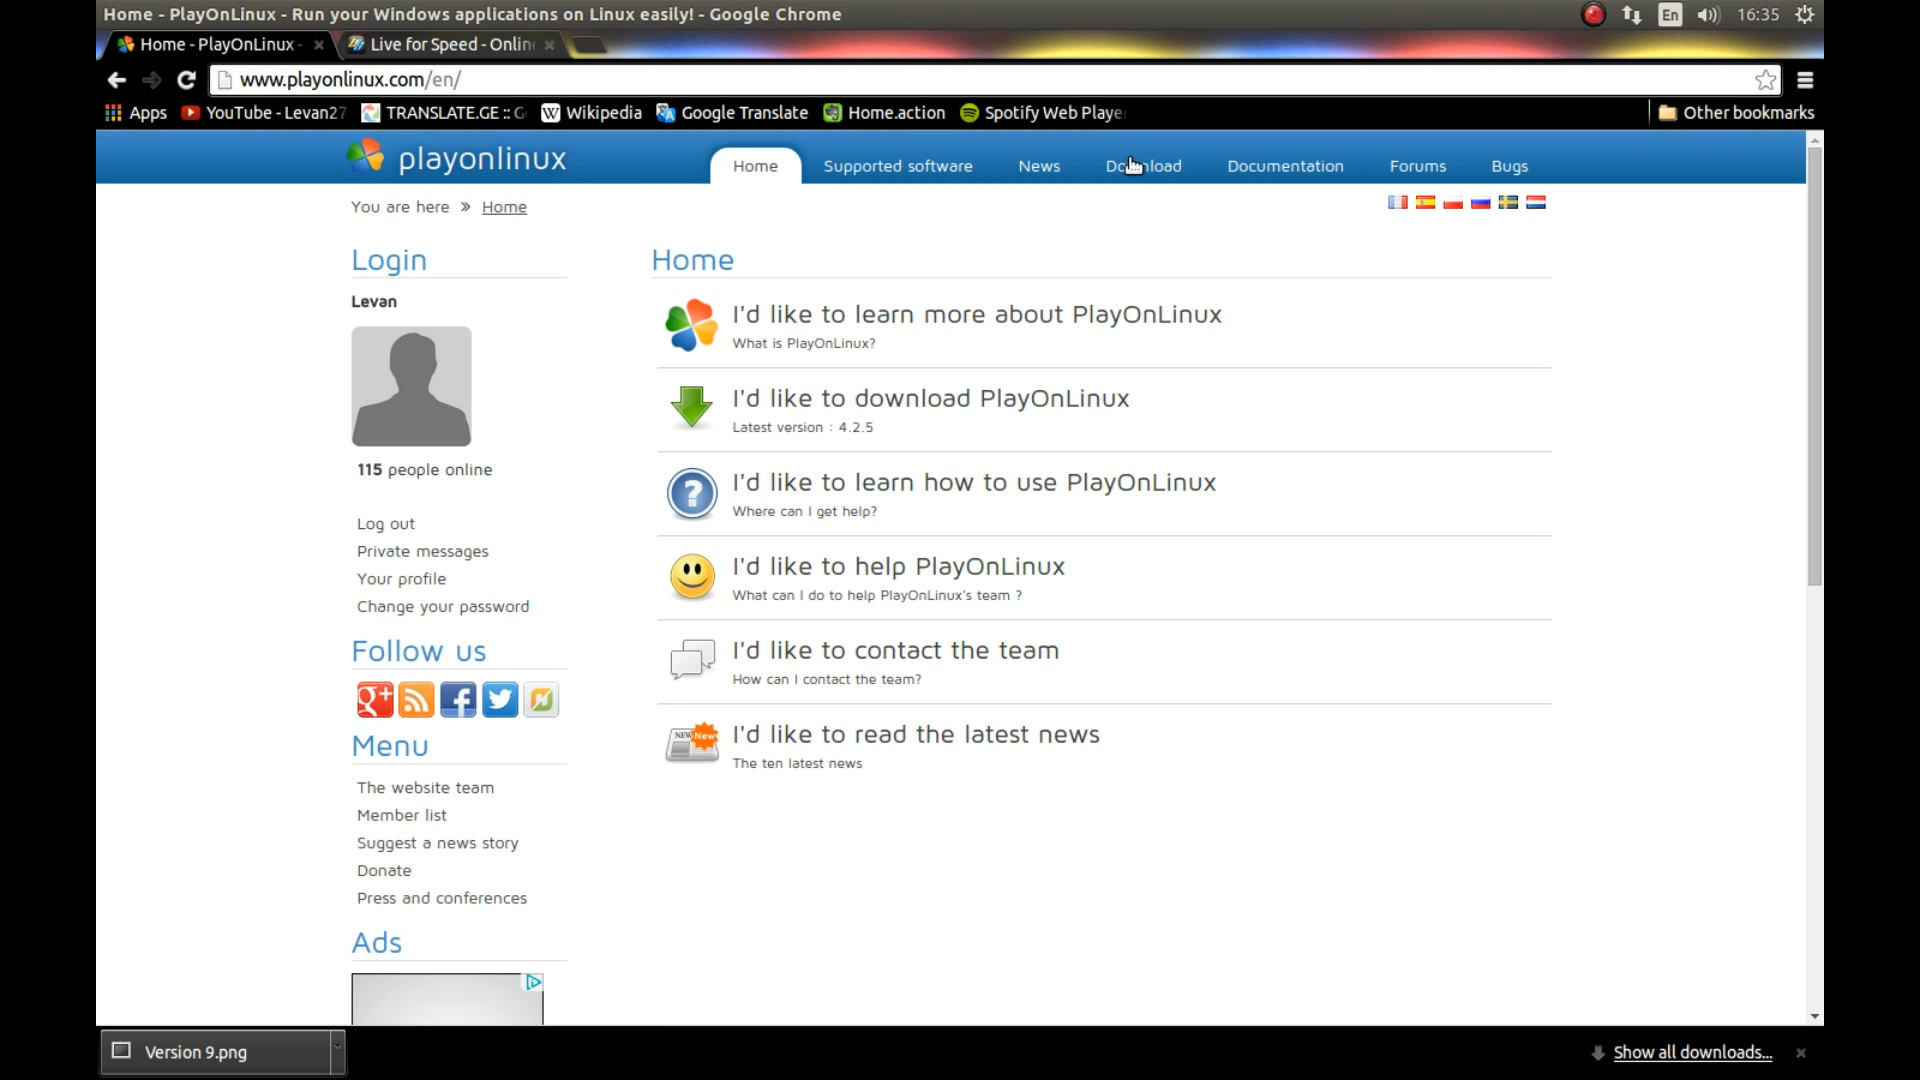 Home - PlayOnLinux - Run your Windows applications on Linux easily! - Google Chrome
En
16:35
Home - PlayOnLinux -
Live for Speed - Onlin
www.playonlinux.com/en/
Apps
YouTube - Levan27
TRANSLATE.GE ::
W Wikipedia
Google Translate
Home.action
Spotify Web Playe
Other bookmarks
playonlinux
Home
Supported software
News
Download
Documentation
Forums
Bugs
You are here » Home
Login
Levan
115 people online
Log out
Private messages
Your profile
Change your password
Follow us
Menu
The website team
Member list
Suggest a news story
Donate
Press and conferences
Ads
Home
I'd like to learn more about PlayOnLinux
What is PlayOnLinux?
I'd like to download PlayOnLinux
Latest version : 4.2.5
I'd like to learn how to use PlayOnLinux
Where can I get help?
I'd like to help PlayOnLinux
What can I do to help PlayOnLinux's team ?
I'd like to contact the team
How can I contact the team?
NEW New
I'd like to read the latest news
The ten latest news
Version 9.png
Show all downloads...